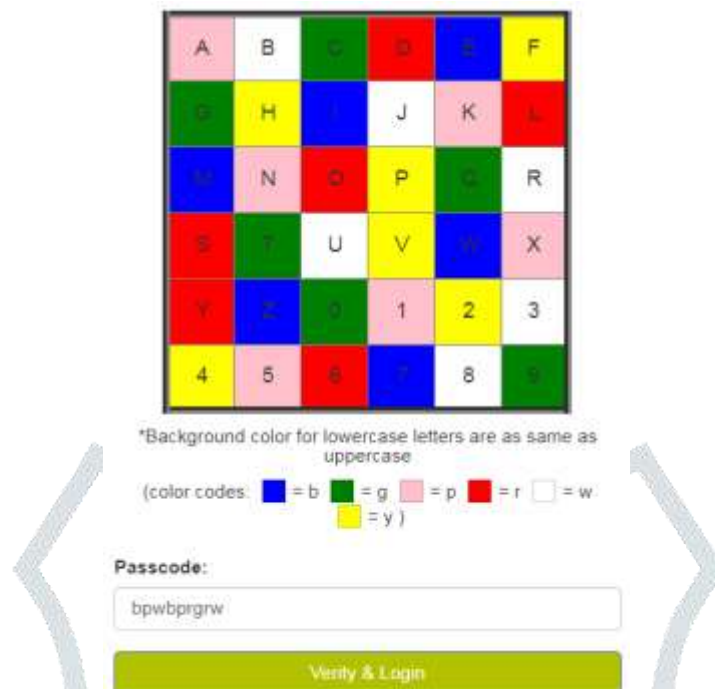 A B C D E F
G H I J K L
M N O P Q R
S T U V W X
Y Z 0 1 2 3
4 5 6 7 8 9
*Background color for lowercase letters are as same as
uppercase
(color codes: = b = g = p = r = w
= y )
Passcode:
bpwbprgrw
Verify & Login